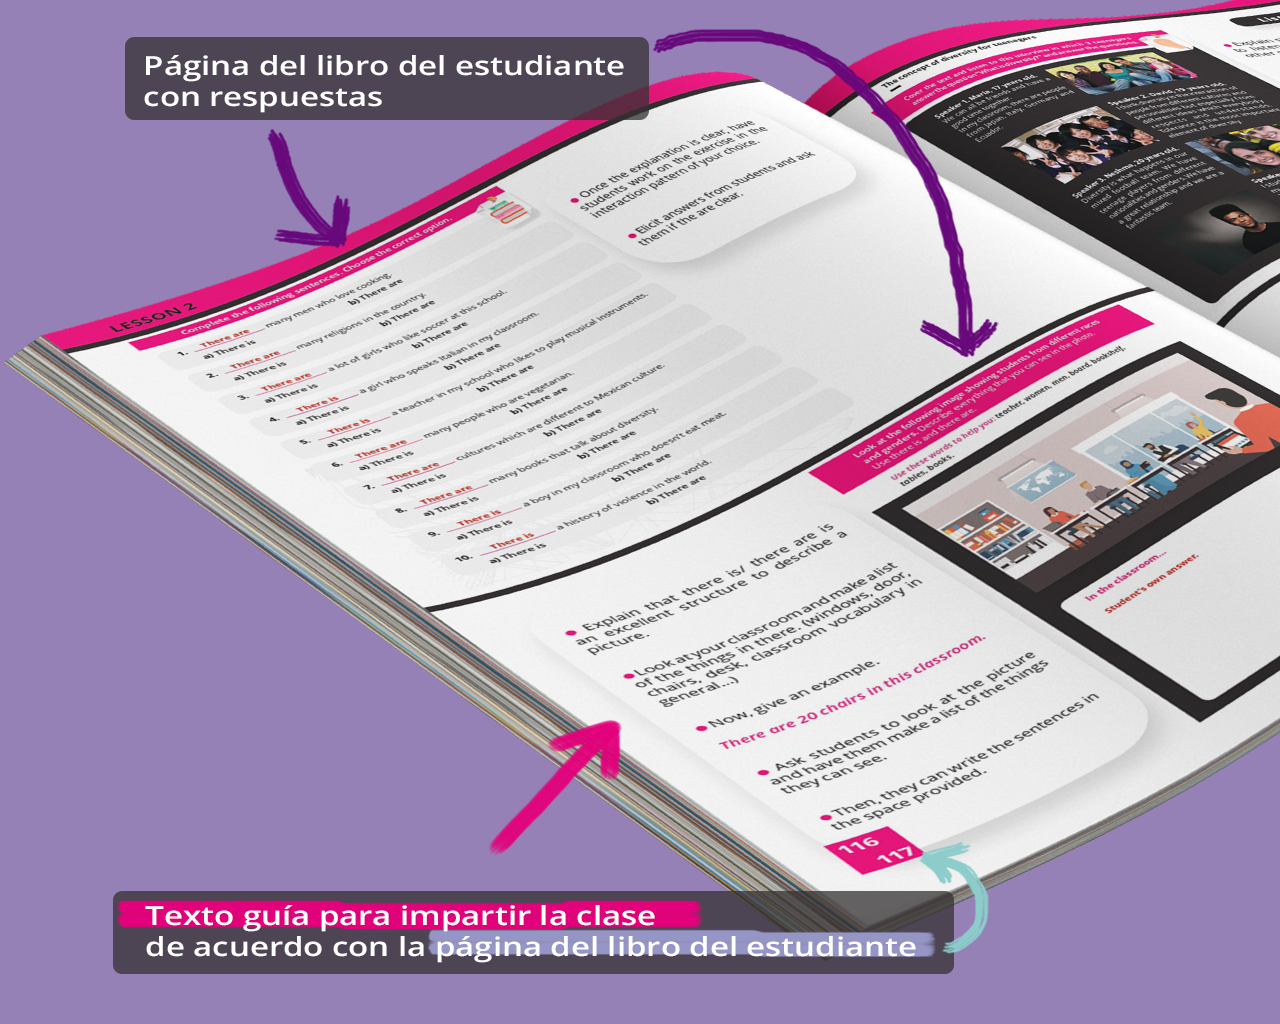 Página del libro del estudiante
con respuestas
LESSON 2
Complete the following sentences. Choose the correct option.
1. There are many men who love cooking.
a) There is b) There are
2. There are many religions in the country.
a) There is b) There are
3. There are a lot of girls who like soccer at this school.
a) There is b) There are
4. There is a girl who speaks Italian in my classroom.
a) There is b) There are
5. There is a teacher in my school who likes to play musical instruments.
a) There is b) There are
6. There are many people who are vegetarian.
a) There is b) There are
7. There are cultures which are different to Mexican culture.
a) There is b) There are
8. There are many books that talk about diversity.
a) There is b) There are
9. There is a boy in my classroom who doesn't eat meat.
a) There is b) There are
10. There is a history of violence in the world.
a) There is b) There are
• Once the explanation is clear, have
students work on the exercise in the
interaction pattern of your choice.
• Elicit answers from students and ask
them if the are clear.
The concept of diversity for teenagers
Cover the text and listen to this interview in which 3 teenagers
answer the question "What is diversity?" and answer the questions.
Speaker 1. Marie, 17 years old.
We can all be friends and have a
good time together.
In my classroom, there are people
from Japan, Italy, Germany &
Ecuador.
Speaker 2. David, 19 years old.
Speaker 3. Neshma, 20 years old.
Diversity is what happens in our
mixed football team. We have
teenage players from different
nationalities and genders. We have
a great relationship and we are a
fantastic team.
Look at the following image showing students from different races
and genders. Describe everything that you can see in the photo.
Use there is and there are.
Use these words to help you: teacher, women, men, board, bookshelf,
tables, books.
In the classroom...
Student's own answer.
• Explain that there is/ there are is
an excellent structure to describe a
picture.
• Look at your classroom and make a list
of the things in there. (windows, door,
chairs, desk, classroom vocabulary in
general...)
• Now, give an example.
There are 20 chairs in this classroom.
• Ask students to look at the picture
and have them make a list of the things
they can see.
• Then, they can write the sentences in
the space provided.
116
117
Texto guía para impartir la clase
de acuerdo con la página del libro del estudiante